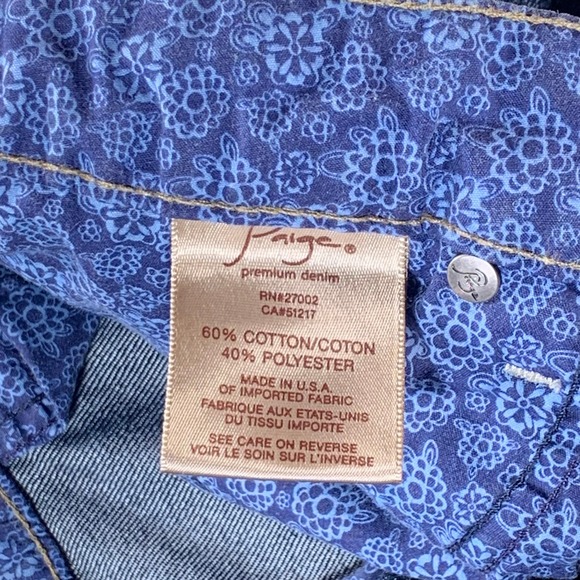 Paige®
premium denim
RN#27002
CA#51217
60% COTTON/COTON
40% POLYESTER
MADE IN U.S.A.
OF IMPORTED FABRIC
FABRIQUE AUX ETATS-UNIS
DU TISSU IMPORTE
SEE CARE ON REVERSE
VOIR LE SOIN SUR L'INVERSE
Paige